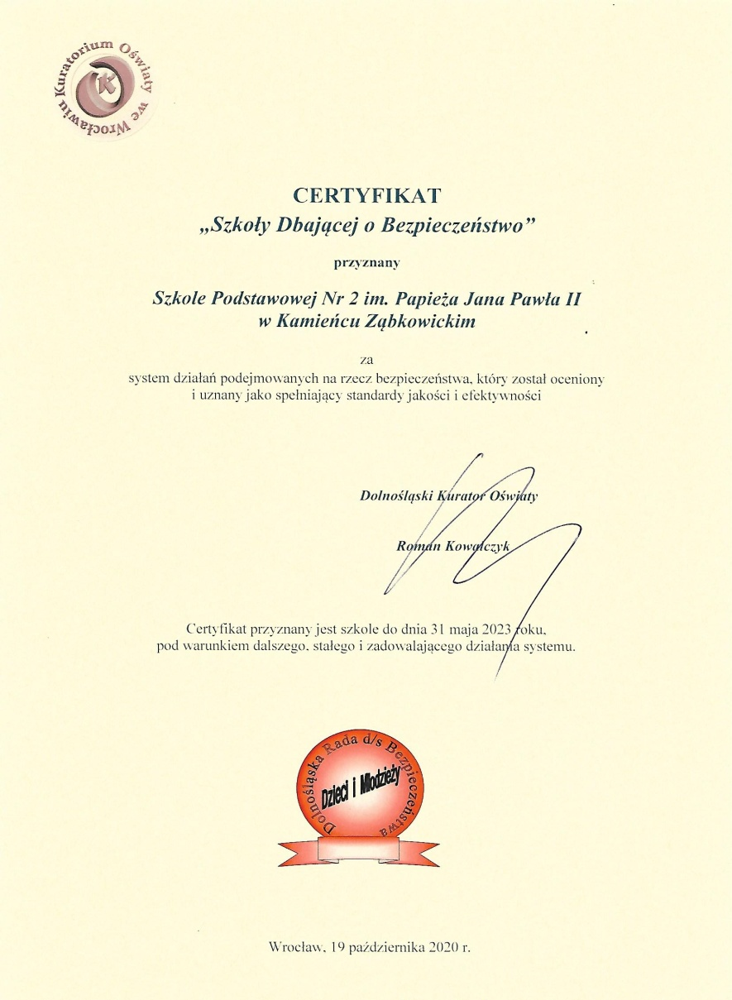 Kuratorium Oświaty we Wrocławiu
K
CERTYFIKAT
„Szkoły Dbającej o Bezpieczeństwo”
przyznany
Szkole Podstawowej Nr 2 im. Papieża Jana Pawła II
w Kamieńcu Ząbkowickim
za
system działań podejmowanych na rzecz bezpieczeństwa, który został oceniony
i uznany jako spełniający standardy jakości i efektywności
Dolnośląski Kurator Oświaty
Roman Kowalczyk
Certyfikat przyznany jest szkole do dnia 31 maja 2023 roku,
pod warunkiem dalszego, stałego i zadowalającego działania systemu.
Dolnośląska Rada d/s Bezpieczeństwa
Dzieci i Młodzieży
Wrocław, 19 października 2020 r.